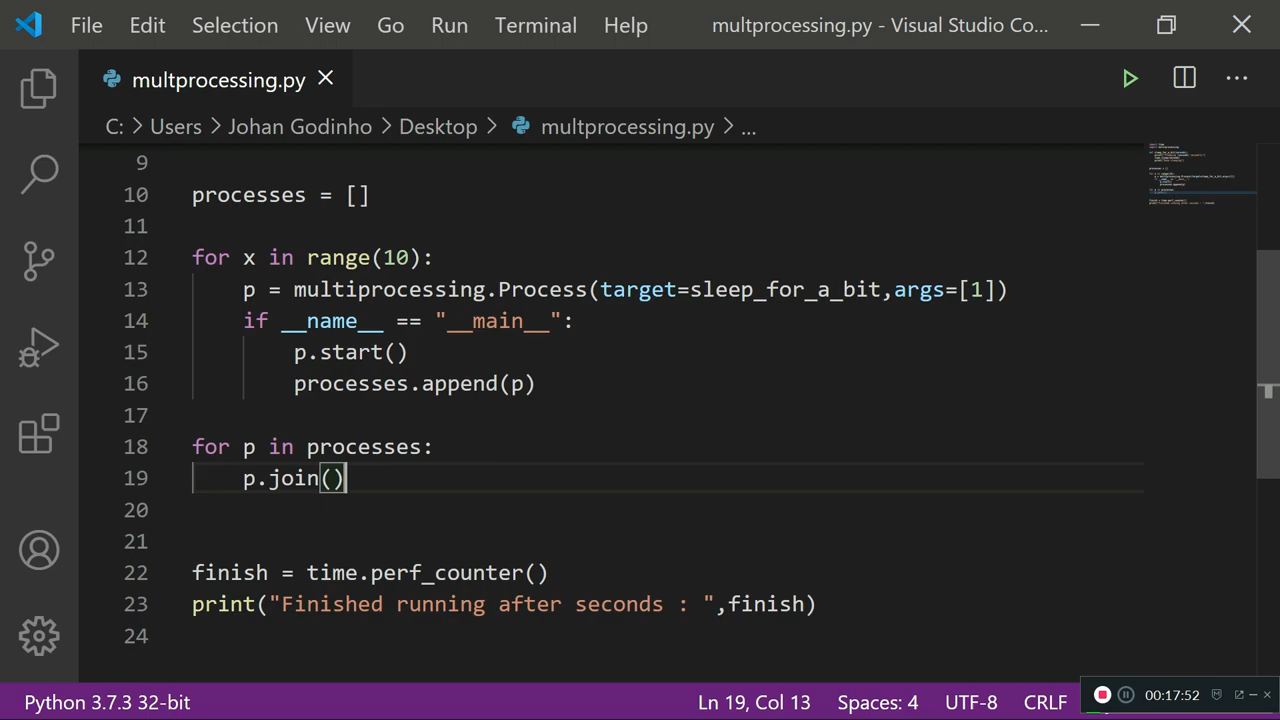 File Edit Selection View Go Run Terminal Help multprocessing.py - Visual Studio Co...
multprocessing.py
C: > Users > Johan Godinho > Desktop > multprocessing.py > ...
9
10 processes = []
11
12 for x in range(10):
13 p = multiprocessing.Process(target=sleep_for_a_bit,args=[1])
14 if __name__ == "__main__":
15 p.start()
16 processes.append(p)
17
18 for p in processes:
19 p.join()
20
21
22 finish = time.perf_counter()
23 print("Finished running after seconds : ",finish)
24
Python 3.7.3 32-bit Ln 19, Col 13 Spaces: 4 UTF-8 CRLF 00:17:52